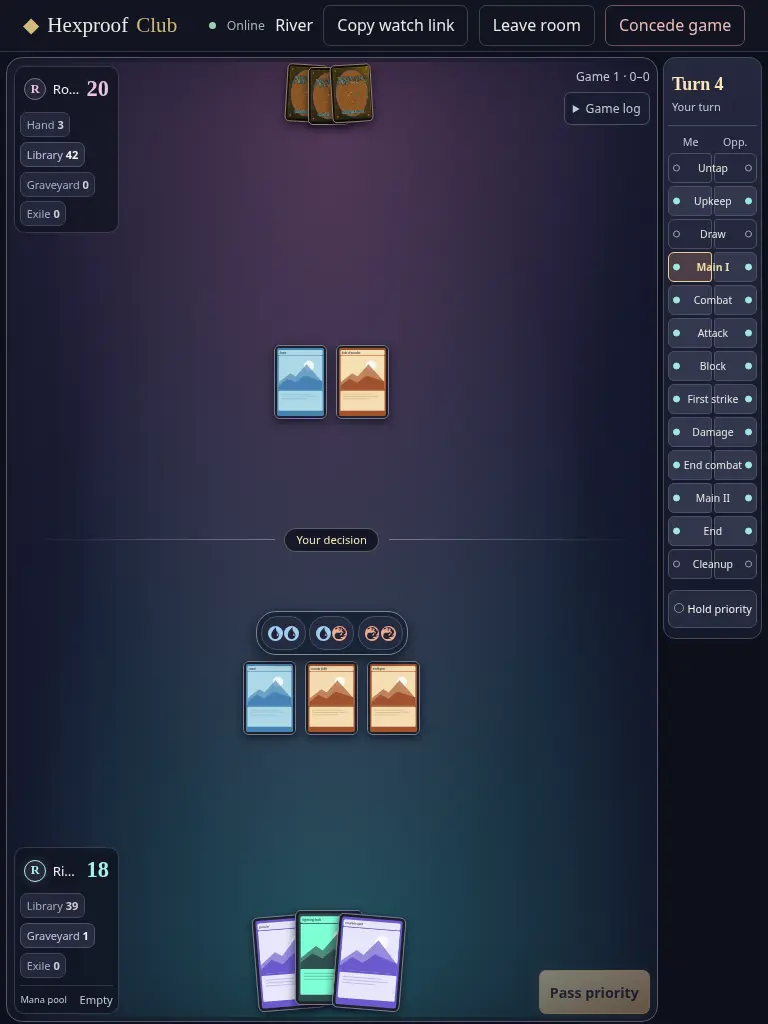 Hexproof Club
Online
River
Copy watch link
Leave room
Concede game
R
Ro...
20
Hand 3
Library 42
Graveyard 0
Exile 0
Game 1 · 0–0
Game log
Turn 4
Your turn
Me
Opp.
Untap
Upkeep
Draw
Main I
Combat
Attack
Block
First strike
Damage
End combat
Main II
End
Cleanup
Hold priority
Your decision
R
Ri...
18
Library 39
Graveyard 1
Exile 0
Mana pool
Empty
Pass priority